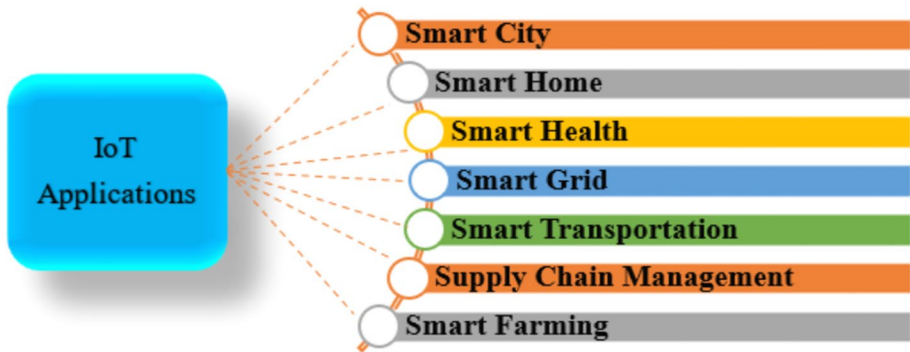 IoT
Applications
Smart City
Smart Home
Smart Health
Smart Grid
Smart Transportation
Supply Chain Management
Smart Farming